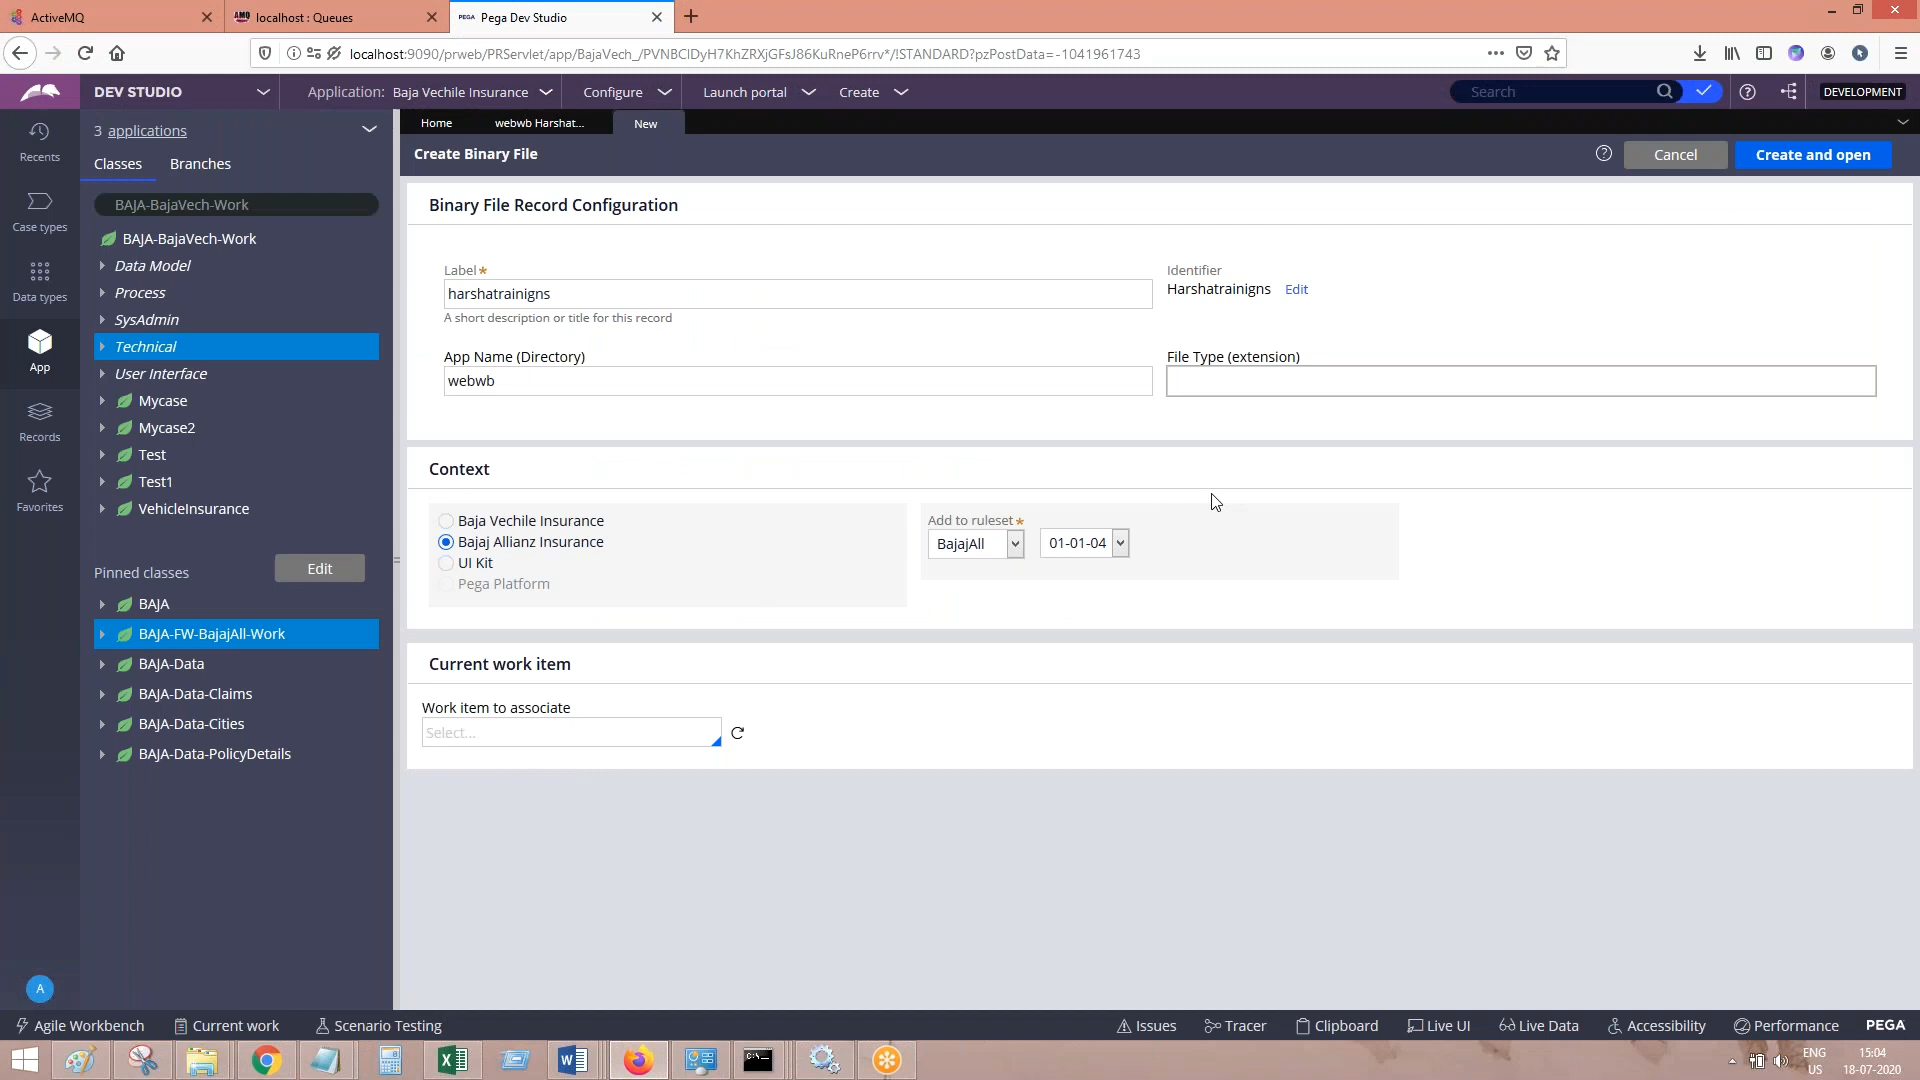 ActiveMQ
localhost : Queues
PEGA Pega Dev Studio
localhost:9090/prweb/PRServlet/app/BajaVech_/PVNBClDyH7KhZRXjGFsJ86KuRneP6rrv*/!STANDARD?pzPostData=-1041961743
DEV STUDIO
Application: Baja Vechile Insurance
Configure
Launch portal
Create
Search
DEVELOPMENT
Recents
Case types
Data types
App
Records
Favorites
A
3 applications
Classes
Branches
BAJA-BajaVech-Work
BAJA-BajaVech-Work
Data Model
Process
SysAdmin
Technical
User Interface
Mycase
Mycase2
Test
Test1
VehicleInsurance
Pinned classes
Edit
BAJA
BAJA-FW-BajajAll-Work
BAJA-Data
BAJA-Data-Claims
BAJA-Data-Cities
BAJA-Data-PolicyDetails
Home
webwb Harshat...
New
Create Binary File
Cancel
Create and open
Binary File Record Configuration
Label
harshatrainigns
A short description or title for this record
Identifier
Harshatrainigns Edit
App Name (Directory)
webwb
File Type (extension)
Context
Baja Vechile Insurance
Bajaj Allianz Insurance
UI Kit
Pega Platform
Add to ruleset
BajajAll
01-01-04
Current work item
Work item to associate
Select...
Agile Workbench
Current work
Scenario Testing
Issues
Tracer
Clipboard
Live UI
Live Data
Accessibility
Performance
PEGA
ENG
US
15:04
18-07-2020